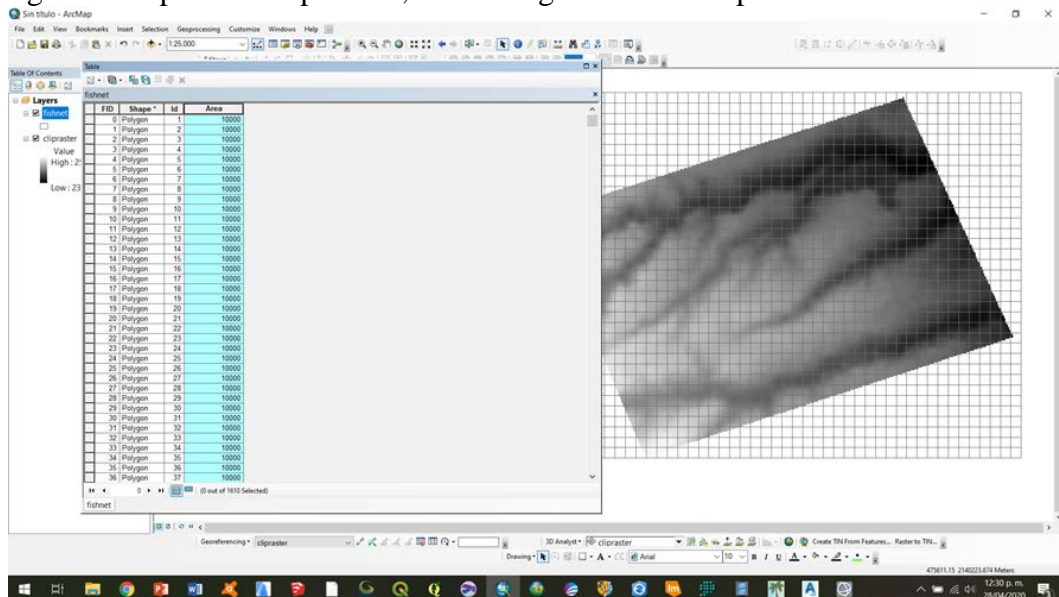 Sin título - ArcMap
File Edit View Bookmarks Insert Selection Geoprocessing Customize Windows Help
1:25,000
Table Of Contents
Layers
fishnet
clipraster
Value
High : 2
Low : 23
Table
fishnet
FID Shape * Id Area
0 Polygon 1 10000
1 Polygon 2 10000
2 Polygon 3 10000
3 Polygon 4 10000
4 Polygon 5 10000
5 Polygon 6 10000
6 Polygon 7 10000
7 Polygon 8 10000
8 Polygon 9 10000
9 Polygon 10 10000
10 Polygon 11 10000
11 Polygon 12 10000
12 Polygon 13 10000
13 Polygon 14 10000
14 Polygon 15 10000
15 Polygon 16 10000
16 Polygon 17 10000
17 Polygon 18 10000
18 Polygon 19 10000
19 Polygon 20 10000
20 Polygon 21 10000
21 Polygon 22 10000
22 Polygon 23 10000
23 Polygon 24 10000
24 Polygon 25 10000
25 Polygon 26 10000
26 Polygon 27 10000
27 Polygon 28 10000
28 Polygon 29 10000
29 Polygon 30 10000
30 Polygon 31 10000
31 Polygon 32 10000
32 Polygon 33 10000
33 Polygon 34 10000
34 Polygon 35 10000
35 Polygon 36 10000
36 Polygon 37 10000
0 (0 out of 1610 Selected)
fishnet
Georeferencing clipraster 3D Analyst clipraster Create TIN From Features... Raster to TIN...
Drawing A Arial 10 B I U A
475611.15 2140223.674 Meters
12:30 p. m.
28/04/2020